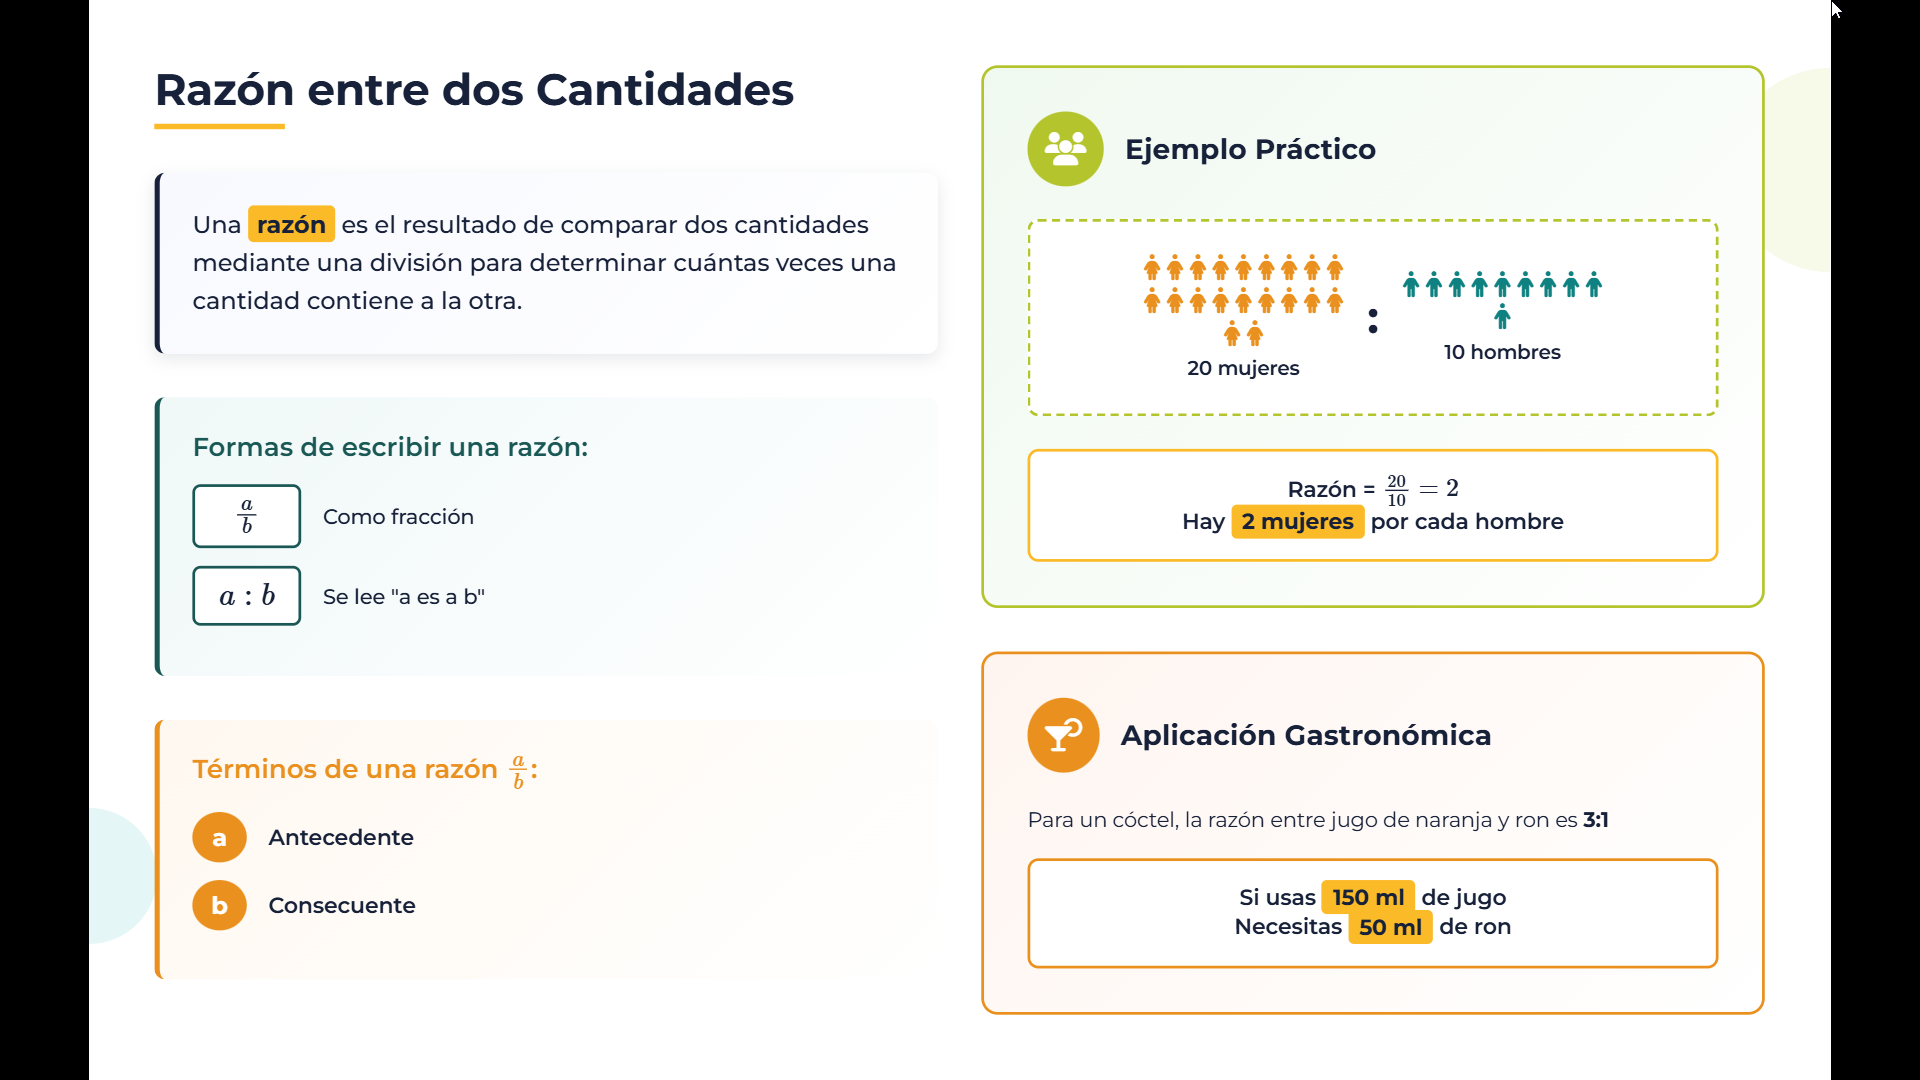 Razón entre dos Cantidades
Una razón es el resultado de comparar dos cantidades
mediante una división para determinar cuántas veces una
cantidad contiene a la otra.
Formas de escribir una razón:
a/b Como fracción
a : b Se lee "a es a b"
Términos de una razón a/b:
a Antecedente
b Consecuente
Ejemplo Práctico
:
20 mujeres
10 hombres
Razón = 20/10 = 2
Hay 2 mujeres por cada hombre
Aplicación Gastronómica
Para un cóctel, la razón entre jugo de naranja y ron es 3:1
Si usas 150 ml de jugo
Necesitas 50 ml de ron